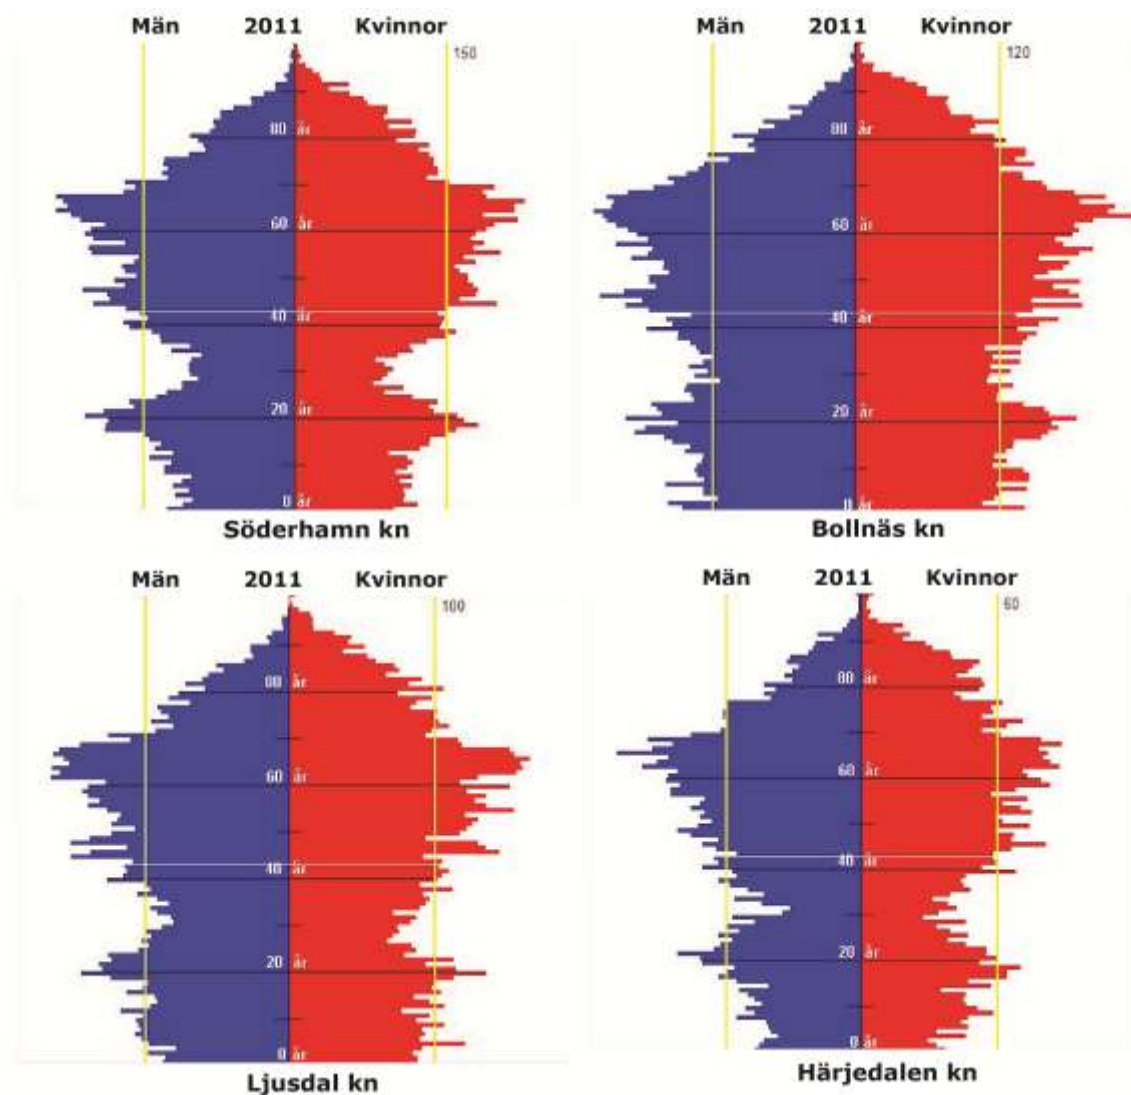 Män 2011 Kvinnor
150
80 år
60 år
40 år
20 år
0 år
Söderhamn kn
Män 2011 Kvinnor
120
80 år
60 år
40 år
20 år
0 år
Bollnäs kn
Män 2011 Kvinnor
100
80 år
60 år
40 år
20 år
0 år
Ljusdal kn
Män 2011 Kvinnor
60
80 år
60 år
40 år
20 år
0 år
Härjedalen kn